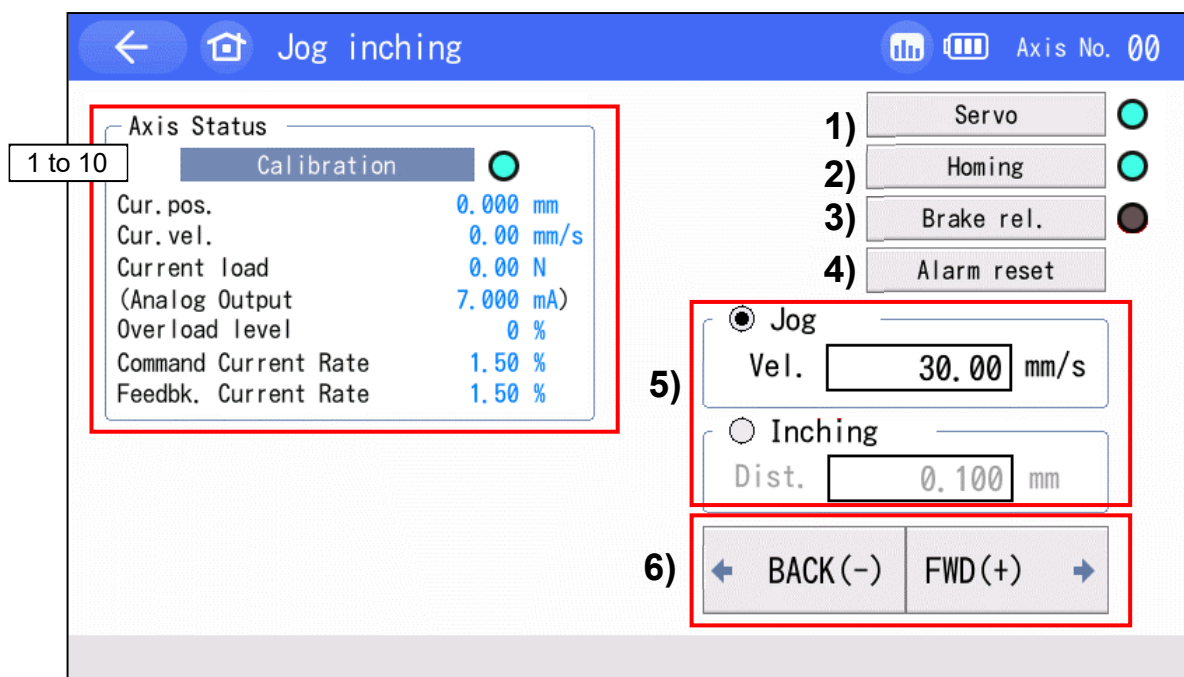 Jog inching
Axis No. 00
Axis Status
1 to 10
Calibration
Cur.pos. 0.000 mm
Cur.vel. 0.00 mm/s
Current load 0.00 N
(Analog Output 7.000 mA)
Overload level 0 %
Command Current Rate 1.50 %
Feedbk. Current Rate 1.50 %
1) Servo
2) Homing
3) Brake rel.
4) Alarm reset
5)
Jog
Vel. 30.00 mm/s
Inching
Dist. 0.100 mm
6) BACK(-) FWD(+)